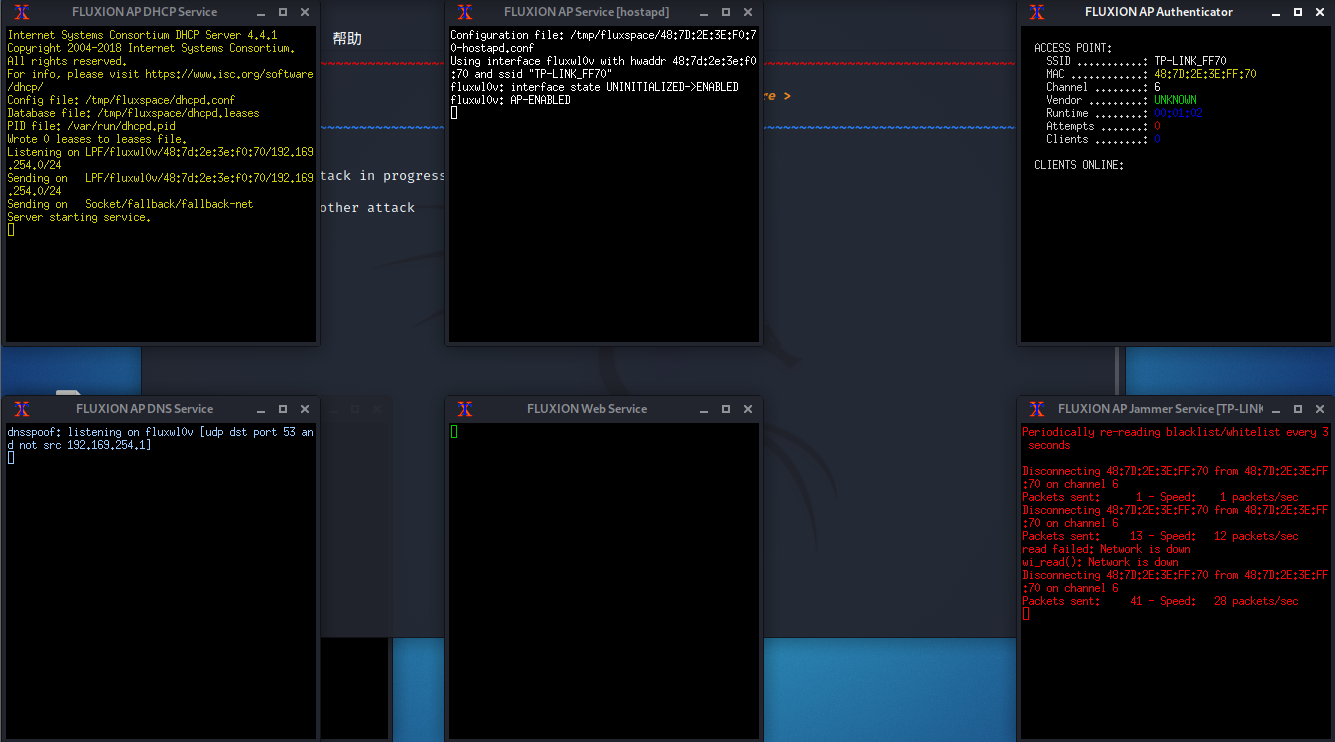 FLUXION AP DHCP Service
Internet Systems Consortium DHCP Server 4.4.1
Copyright 2004-2018 Internet Systems Consortium.
All rights reserved.
For info, please visit https://www.isc.org/software
/dhcp/
Config file: /tmp/fluxspace/dhcpd.conf
Database file: /tmp/fluxspace/dhcpd.leases
PID file: /var/run/dhcpd.pid
Wrote 0 leases to leases file.
Listening on LPF/fluxwl0v/48:7d:2e:3e:f0:70/192.169
.254.0/24
Sending on   LPF/fluxwl0v/48:7d:2e:3e:f0:70/192.169
.254.0/24
Sending on   Socket/fallback/fallback-net
Server starting service.
帮助
re >
tack in progress
other attack
FLUXION AP Service [hostapd]
Configuration file: /tmp/fluxspace/48:7D:2E:3E:F0:7
0-hostapd.conf
Using interface fluxwl0v with hwaddr 48:7d:2e:3e:f0
:70 and ssid "TP-LINK_FF70"
fluxwl0v: interface state UNINITIALIZED->ENABLED
fluxwl0v: AP-ENABLED
FLUXION AP Authenticator
ACCESS POINT:
SSID ...........: TP-LINK_FF70
MAC ............: 48:7D:2E:3E:FF:70
Channel ........: 6
Vendor .........: UNKNOWN
Runtime ........: 00:01:02
Attempts .......: 0
Clients ........: 0
CLIENTS ONLINE:
FLUXION AP DNS Service
dnsspoof: listening on fluxwl0v [udp dst port 53 an
d not src 192.169.254.1]
FLUXION Web Service
FLUXION AP Jammer Service [TP-LINK
Periodically re-reading blacklist/whitelist every 3
seconds
Disconnecting 48:7D:2E:3E:FF:70 from 48:7D:2E:3E:FF
:70 on channel 6
Packets sent:      1 - Speed:    1 packets/sec
Disconnecting 48:7D:2E:3E:FF:70 from 48:7D:2E:3E:FF
:70 on channel 6
Packets sent:     13 - Speed:   12 packets/sec
read failed: Network is down
wi_read(): Network is down
Disconnecting 48:7D:2E:3E:FF:70 from 48:7D:2E:3E:FF
:70 on channel 6
Packets sent:     41 - Speed:   28 packets/sec